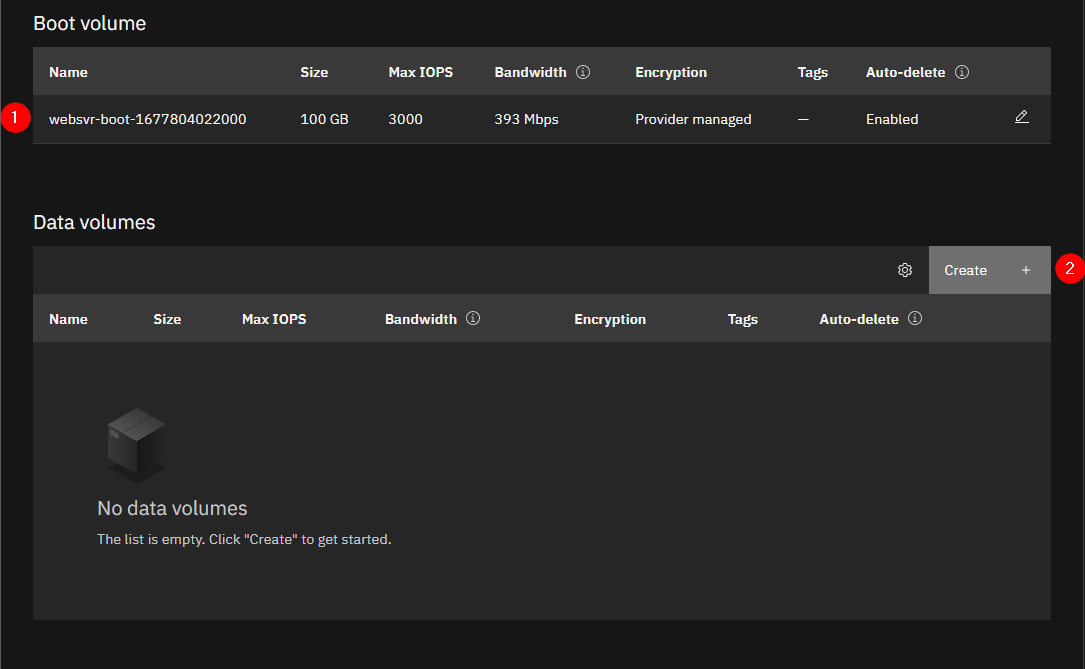 Boot volume
Name Size Max IOPS Bandwidth Encryption Tags Auto-delete
1 websvr-boot-1677804022000 100 GB 3000 393 Mbps Provider managed — Enabled
Data volumes
Create + 2
Name Size Max IOPS Bandwidth Encryption Tags Auto-delete
No data volumes
The list is empty. Click "Create" to get started.